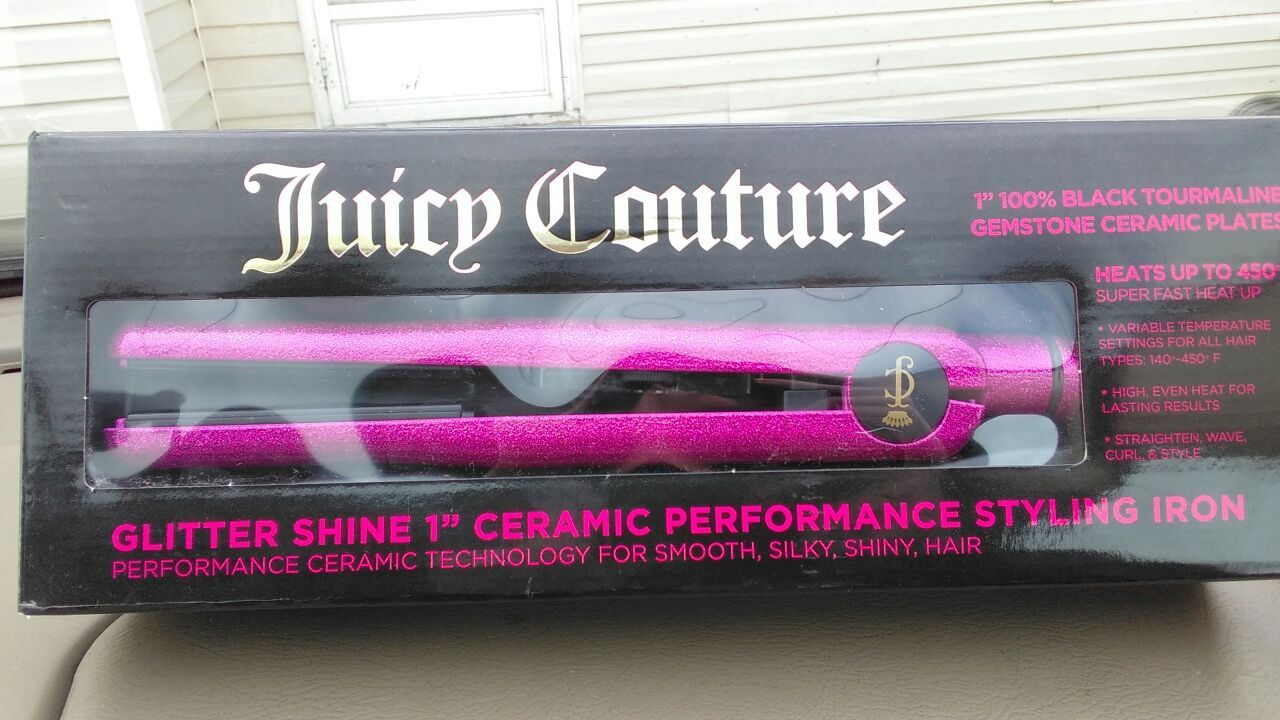 Juicy Couture
1” 100% BLACK TOURMALINE
GEMSTONE CERAMIC PLATES
HEATS UP TO 450°
SUPER FAST HEAT UP
• VARIABLE TEMPERATURE
SETTINGS FOR ALL HAIR
TYPES: 140°-450° F
• HIGH, EVEN HEAT FOR
LASTING RESULTS
• STRAIGHTEN, WAVE,
CURL, & STYLE
GLITTER SHINE 1” CERAMIC PERFORMANCE STYLING IRON
PERFORMANCE CERAMIC TECHNOLOGY FOR SMOOTH, SILKY, SHINY, HAIR